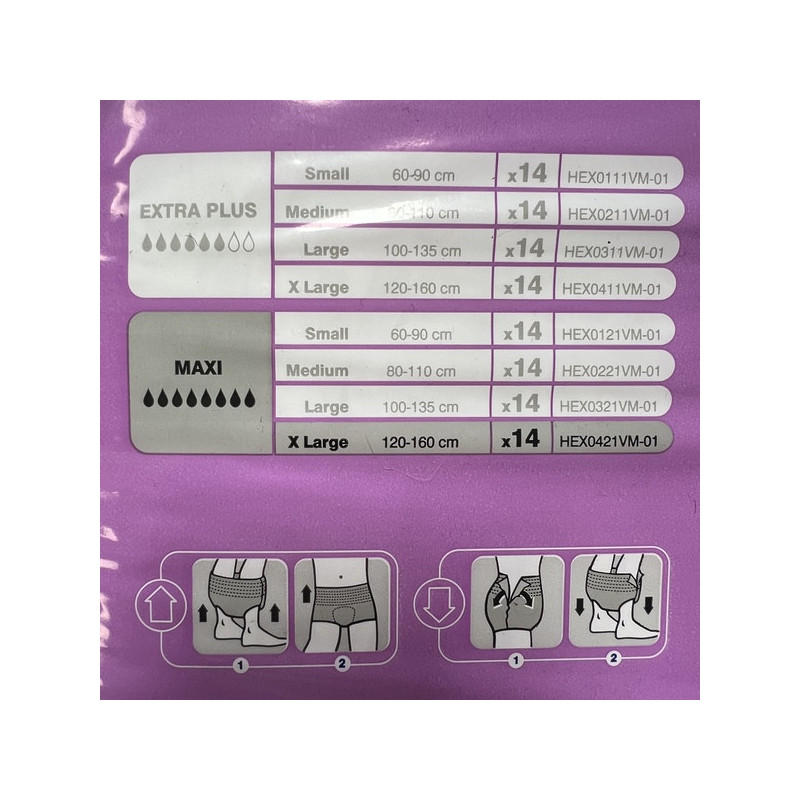 Small 60-90 cm x14 HEX0111VM-01
EXTRA PLUS
Medium 80-110 cm x14 HEX0211VM-01
Large 100-135 cm x14 HEX0311VM-01
X Large 120-160 cm x14 HEX0411VM-01
Small 60-90 cm x14 HEX0121VM-01
MAXI
Medium 80-110 cm x14 HEX0221VM-01
Large 100-135 cm x14 HEX0321VM-01
X Large 120-160 cm x14 HEX0421VM-01
1 2 1 2